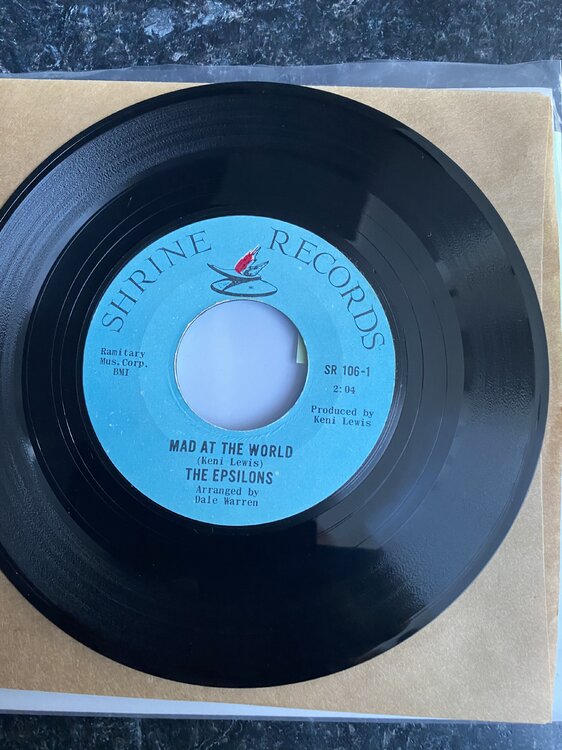 SHRINE RECORDS
Ramitary
Mus.Corp.
BMI
SR 106-1
2:04
Produced by
Keni Lewis
MAD AT THE WORLD
(Keni Lewis)
THE EPSILONS
Arranged by
Dale Warren